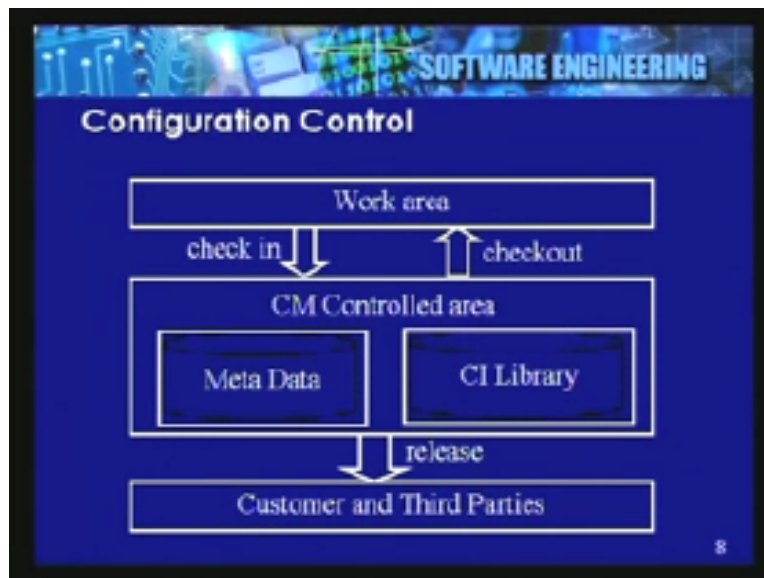 SOFTWARE ENGINEERING
Configuration Control
Work area
check in
checkout
CM Controlled area
Meta Data
CI Library
release
Customer and Third Parties
8